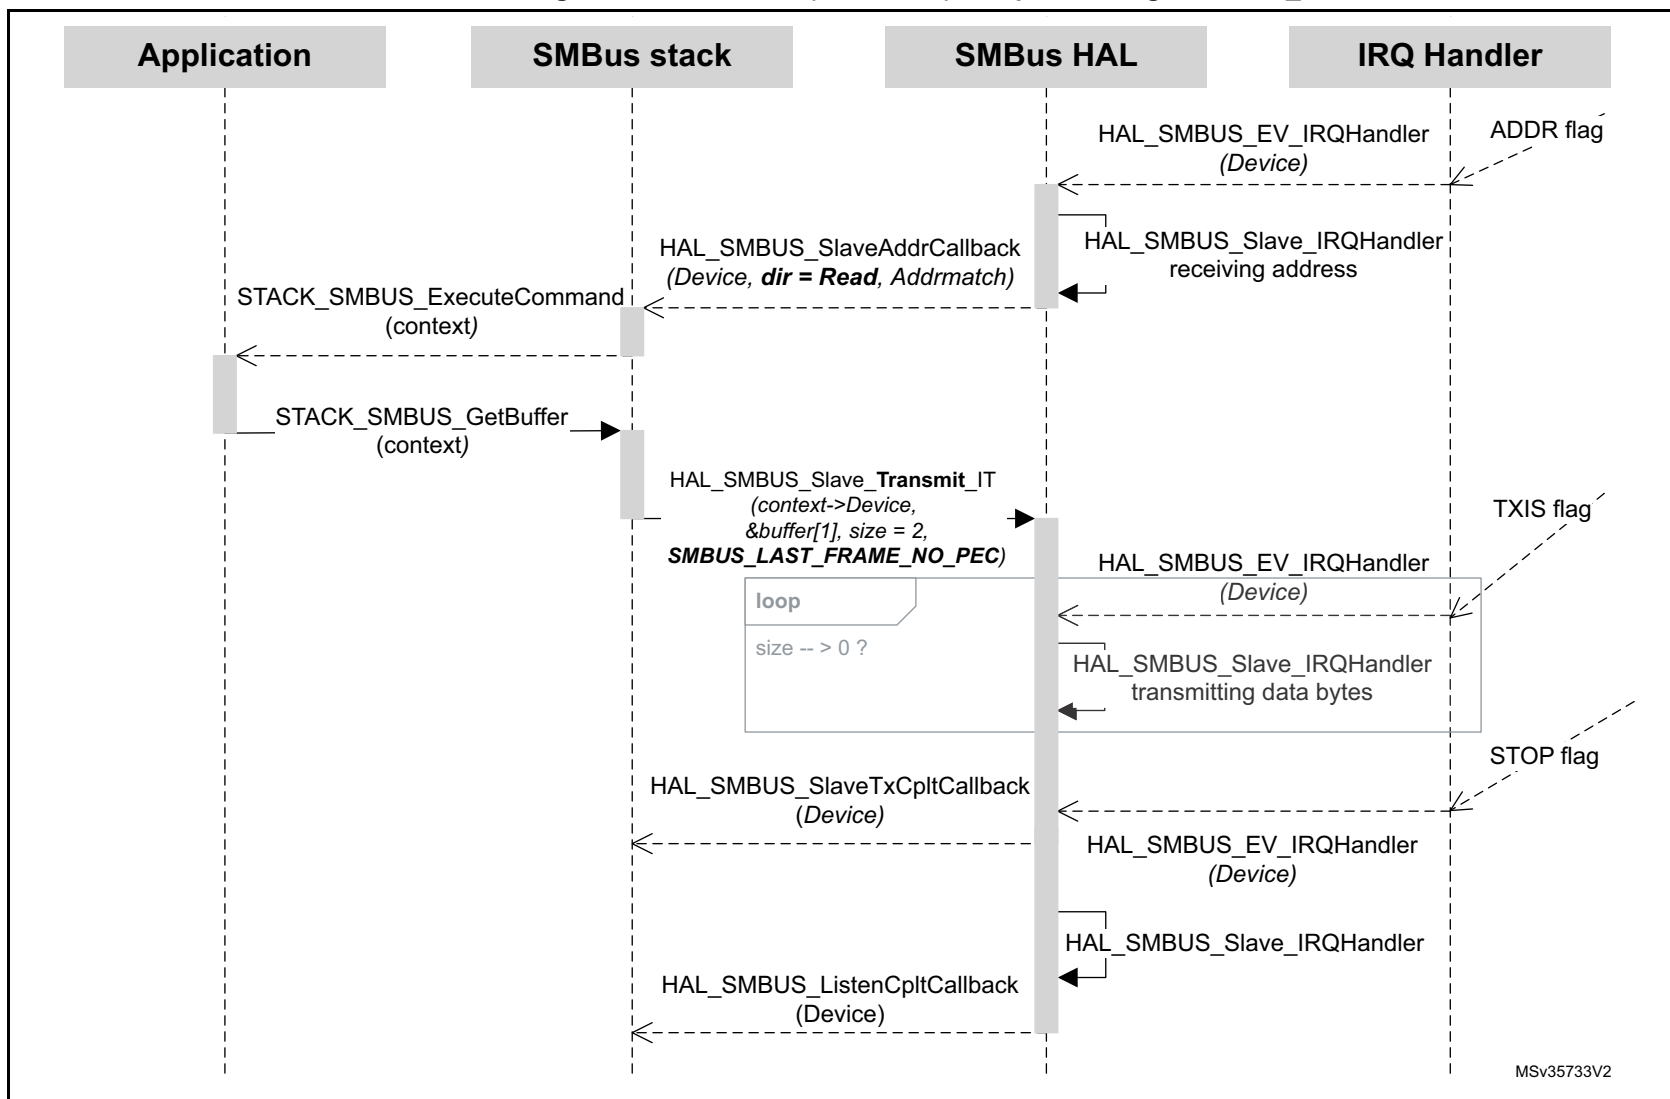 Application
SMBus stack
SMBus HAL
IRQ Handler
ADDR flag
HAL_SMBUS_EV_IRQHandler
(Device)
HAL_SMBUS_Slave_IRQHandler
receiving address
HAL_SMBUS_SlaveAddrCallback
(Device, dir = Read, Addrmatch)
STACK_SMBUS_ExecuteCommand
(context)
STACK_SMBUS_GetBuffer
(context)
HAL_SMBUS_Slave_Transmit_IT
(context->Device,
&buffer[1], size = 2,
SMBUS_LAST_FRAME_NO_PEC)
TXIS flag
HAL_SMBUS_EV_IRQHandler
(Device)
loop
size -- > 0 ?
HAL_SMBUS_Slave_IRQHandler
transmitting data bytes
STOP flag
HAL_SMBUS_SlaveTxCpltCallback
(Device)
HAL_SMBUS_EV_IRQHandler
(Device)
HAL_SMBUS_Slave_IRQHandler
HAL_SMBUS_ListenCpltCallback
(Device)
MSv35733V2